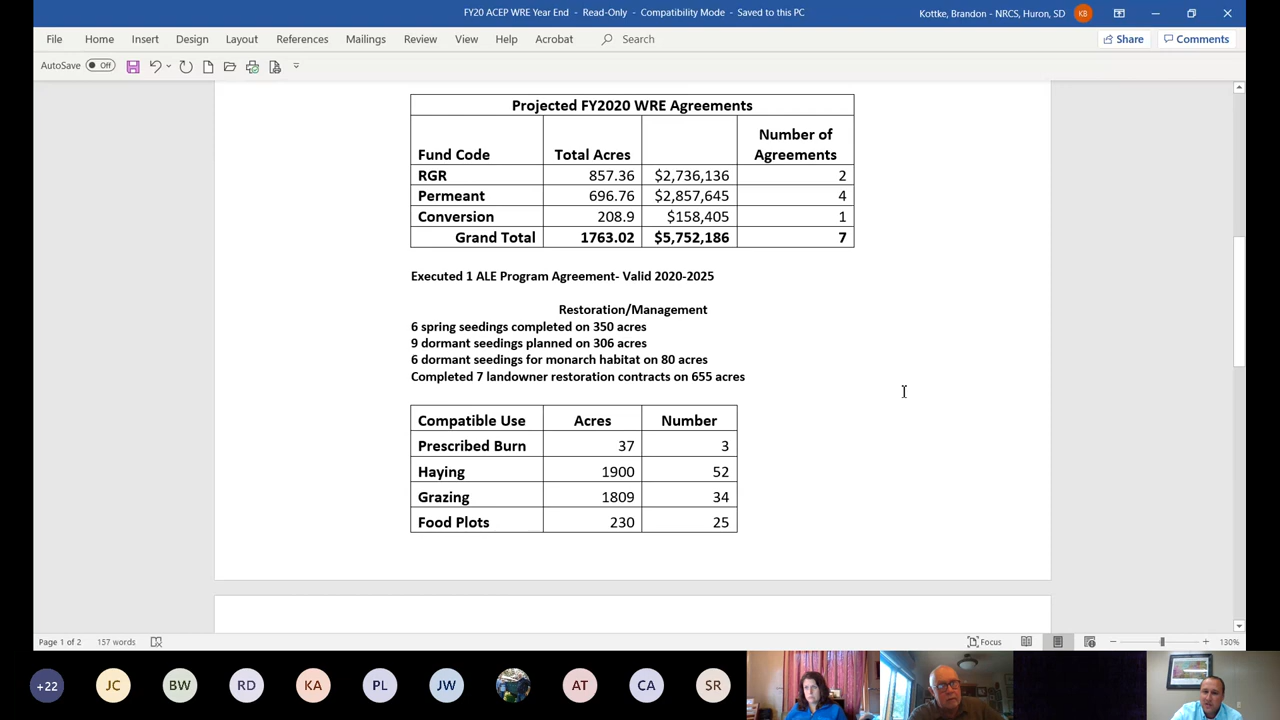 FY20 ACEP WRE Year End - Read-Only - Compatibility Mode - Saved to this PC
Kottke, Brandon - NRCS, Huron, SD KB
File Home Insert Design Layout References Mailings Review View Help Acrobat Search Share Comments
AutoSave Off
Projected FY2020 WRE Agreements
Fund Code Total Acres Number of Agreements
RGR 857.36 $2,736,136 2
Permeant 696.76 $2,857,645 4
Conversion 208.9 $158,405 1
Grand Total 1763.02 $5,752,186 7
Executed 1 ALE Program Agreement- Valid 2020-2025
Restoration/Management
6 spring seedings completed on 350 acres
9 dormant seedings planned on 306 acres
6 dormant seedings for monarch habitat on 80 acres
Completed 7 landowner restoration contracts on 655 acres
Compatible Use Acres Number
Prescribed Burn 37 3
Haying 1900 52
Grazing 1809 34
Food Plots 230 25
Page 1 of 2 157 words Focus 130%
+22 JC BW RD KA PL JW AT CA SR